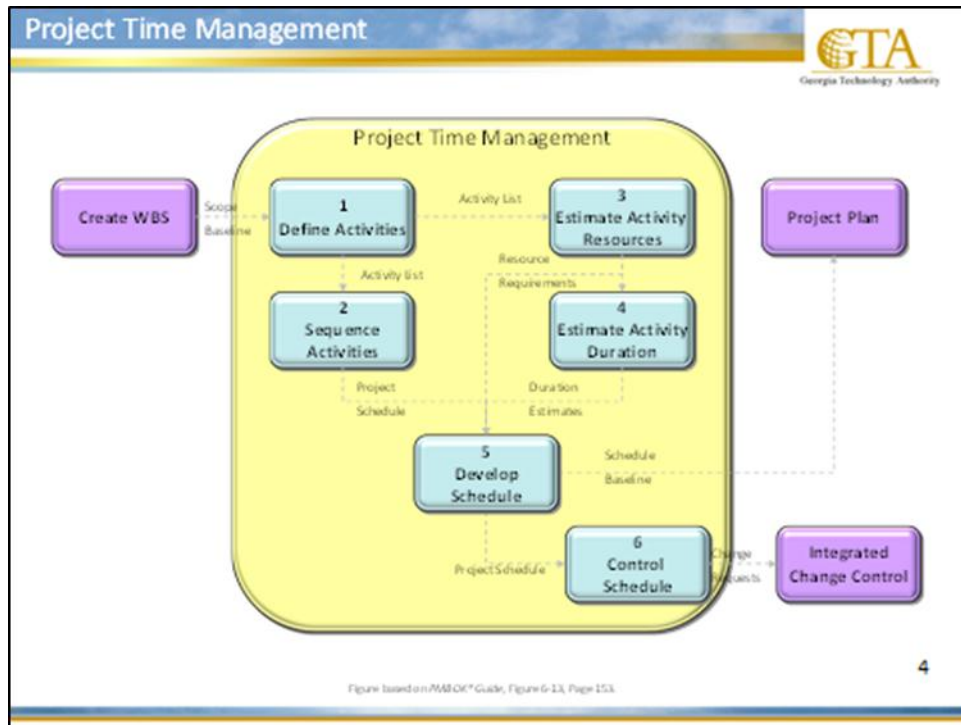 Project Time Management
GTA
Georgia Technology Authority
Project Time Management
Create WBS
Scope
Baseline
1
Define Activities
Activity List
3
Estimate Activity
Resources
Project Plan
Activity List
Resource
Requirements
2
Sequence
Activities
4
Estimate Activity
Duration
Project
Schedule
Duration
Estimates
5
Develop
Schedule
Schedule
Baseline
Project Schedule
6
Control
Schedule
Change
Requests
Integrated
Change Control
4
Figure based on PMBOK® Guide, Figure 6-13, Page 153.